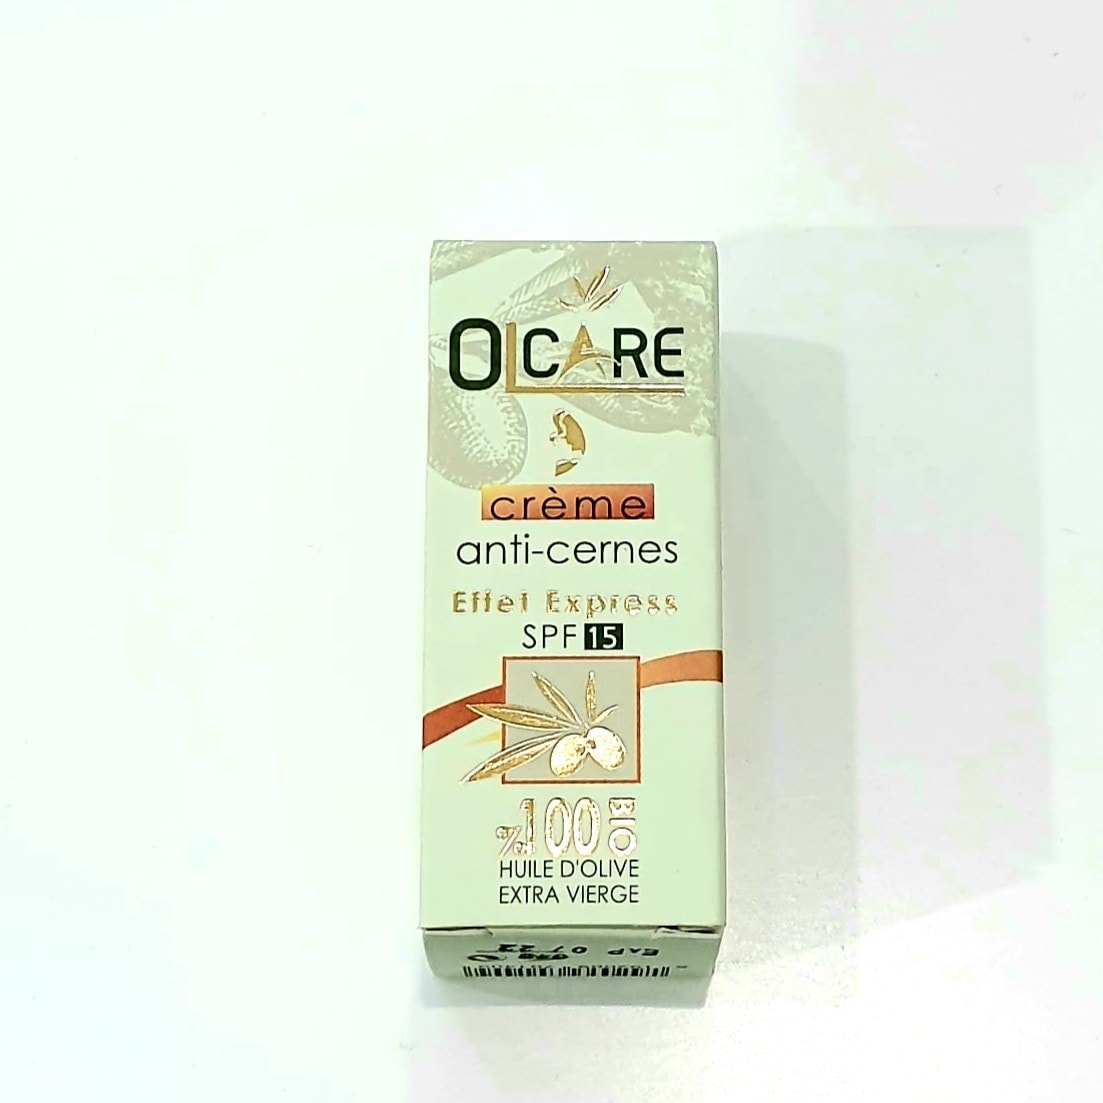 OLCARE
crème
anti-cernes
Effet Express
SPF 15
%100 BIO
HUILE D'OLIVE
EXTRA VIERGE